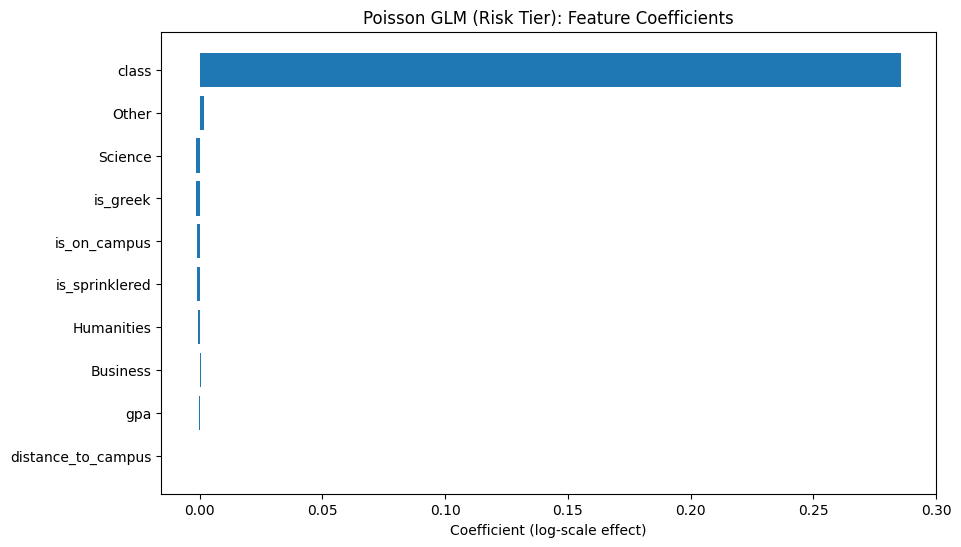 Poisson GLM (Risk Tier): Feature Coefficients
class
Other
Science
is_greek
is_on_campus
is_sprinklered
Humanities
Business
gpa
distance_to_campus
0.00 0.05 0.10 0.15 0.20 0.25 0.30
Coefficient (log-scale effect)